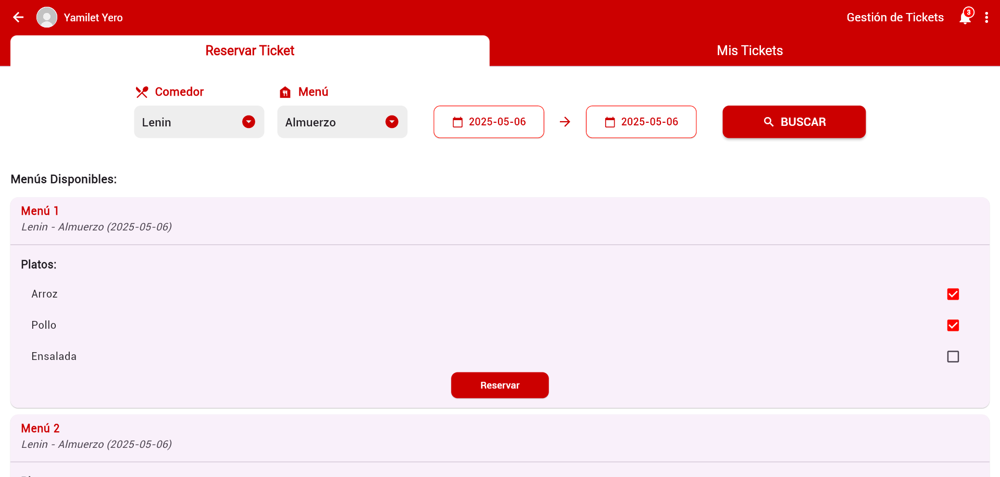 Yamilet Yero
Gestión de Tickets
3
Reservar Ticket
Mis Tickets
Comedor
Menú
Lenin
Almuerzo
2025-05-06
2025-05-06
BUSCAR
Menús Disponibles:
Menú 1
Lenin - Almuerzo (2025-05-06)
Platos:
Arroz
Pollo
Ensalada
Reservar
Menú 2
Lenin - Almuerzo (2025-05-06)